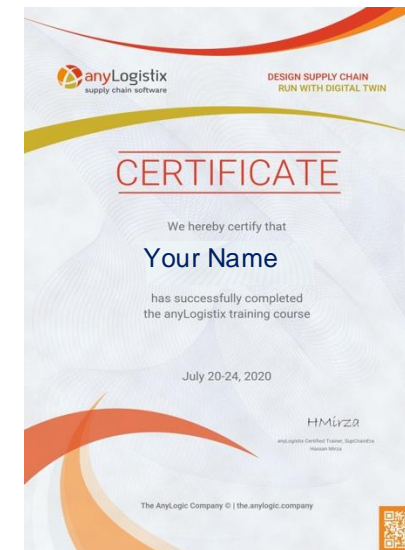 anyLogistix
supply chain software
DESIGN SUPPLY CHAIN
RUN WITH DIGITAL TWIN
CERTIFICATE
We hereby certify that
Your Name
has successfully completed
the anyLogistix training course
July 20-24, 2020
HMirza
anyLogistix Certified Trainer, SupChainEra
Hassan Mirza
The AnyLogic Company © | the.anylogic.company